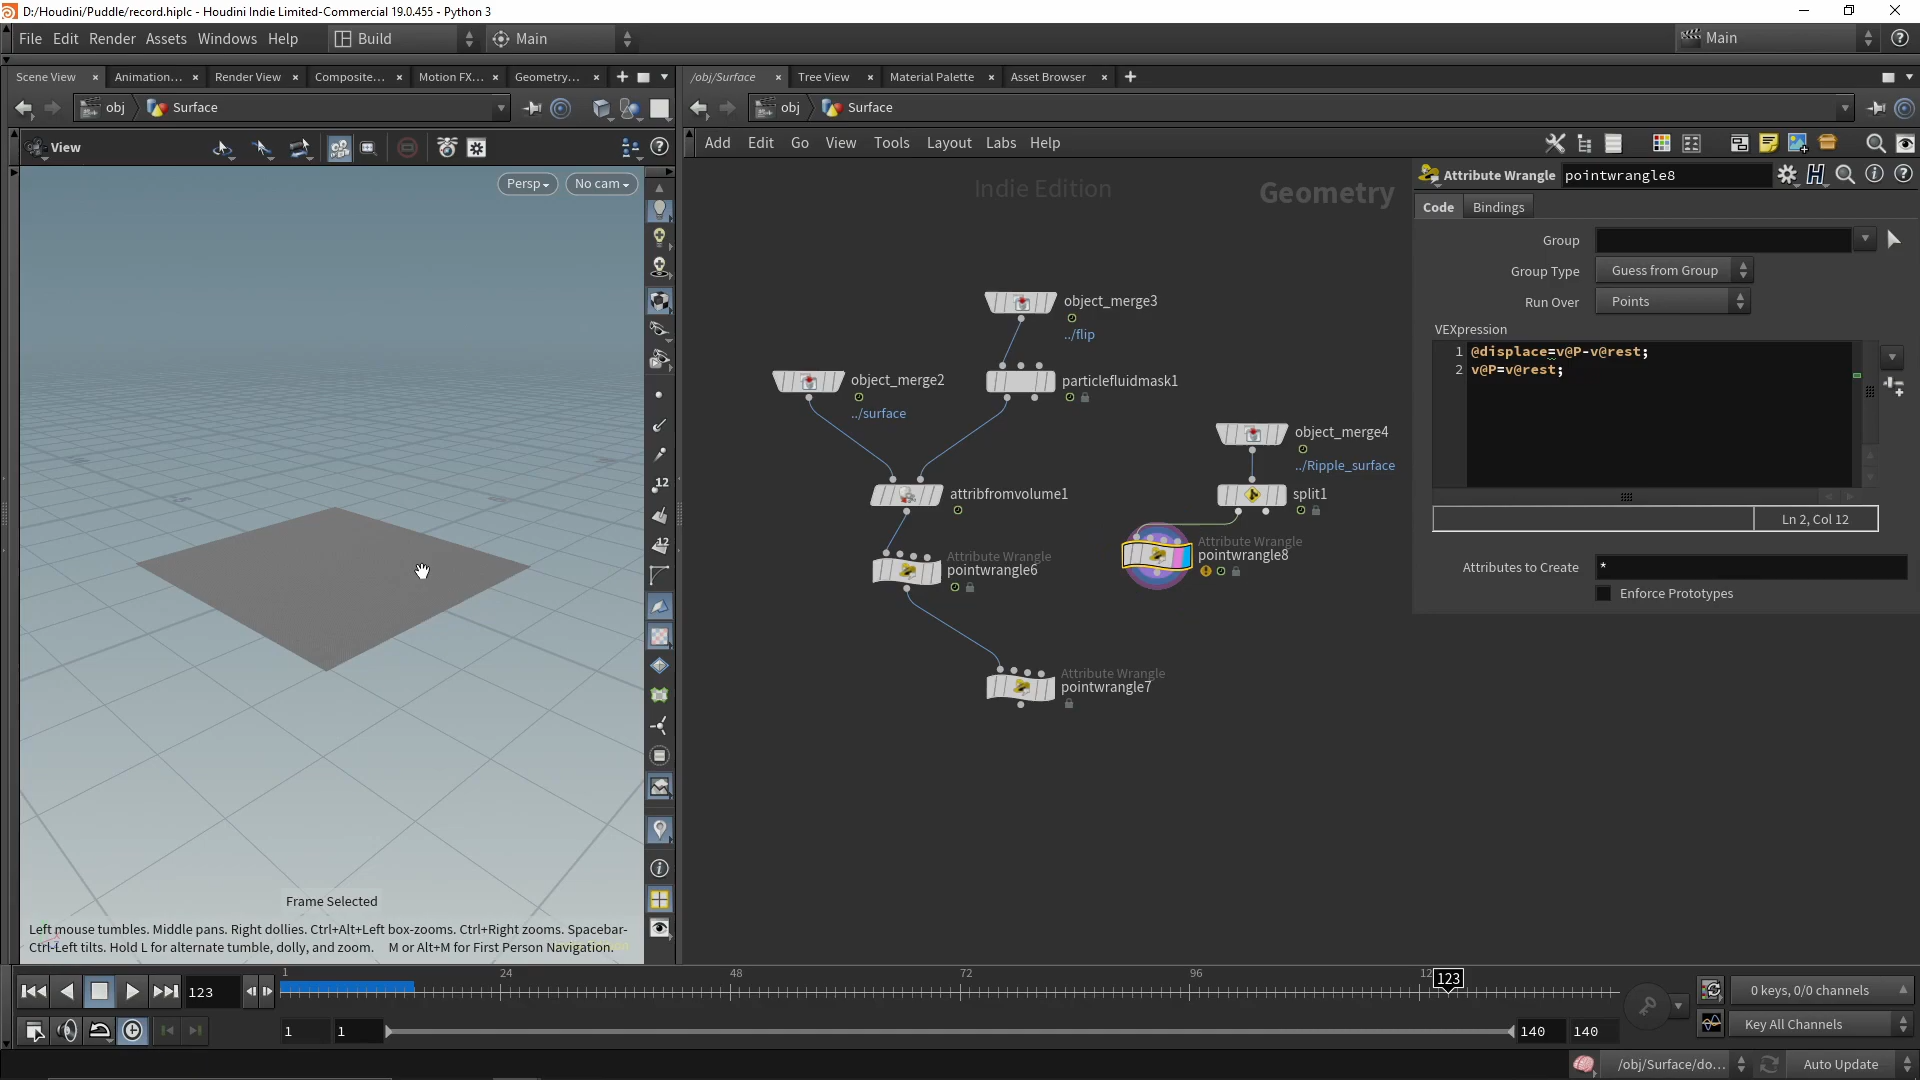 D:/Houdini/Puddle/record.hiplc - Houdini Indie Limited-Commercial 19.0.455 - Python 3
File Edit Render Assets Windows Help Build Main Main
Scene View Animation... Render View Composite... Motion FX... Geometry...
/obj/Surface Tree View Material Palette Asset Browser
obj Surface
obj Surface
View
Add Edit Go View Tools Layout Labs Help
Persp No cam
Indie Edition
Geometry
Attribute Wrangle pointwrangle8
Code Bindings
Group
Group Type Guess from Group
Run Over Points
VEXpression
1 @displace=v@P-v@rest;
2 v@P=v@rest;
Ln 2, Col 12
Attributes to Create *
Enforce Prototypes
object_merge3
../flip
object_merge2
../surface
particlefluidmask1
object_merge4
../Ripple_surface
attribfromvolume1
split1
Attribute Wrangle
pointwrangle8
Attribute Wrangle
pointwrangle6
Attribute Wrangle
pointwrangle7
12
12
Frame Selected
Left mouse tumbles. Middle pans. Right dollies. Ctrl+Alt+Left box-zooms. Ctrl+Right zooms. Spacebar-
Ctrl-Left tilts. Hold L for alternate tumble, dolly, and zoom. M or Alt+M for First Person Navigation.
123
1 24 48 72 96 123
0 keys, 0/0 channels
1 1 140 140
Key All Channels
/obj/Surface/do...
Auto Update